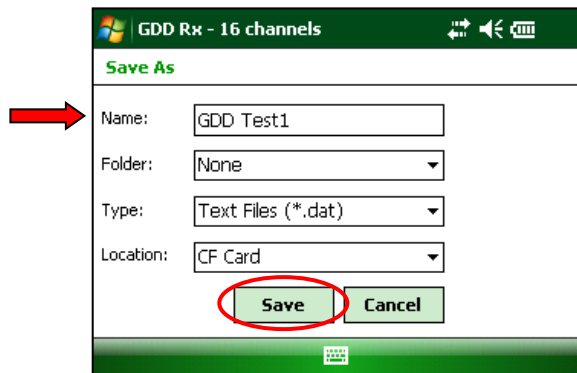 GDD Rx - 16 channels
Save As
Name: GDD Test1
Folder: None
Type: Text Files (*.dat)
Location: CF Card
Save Cancel